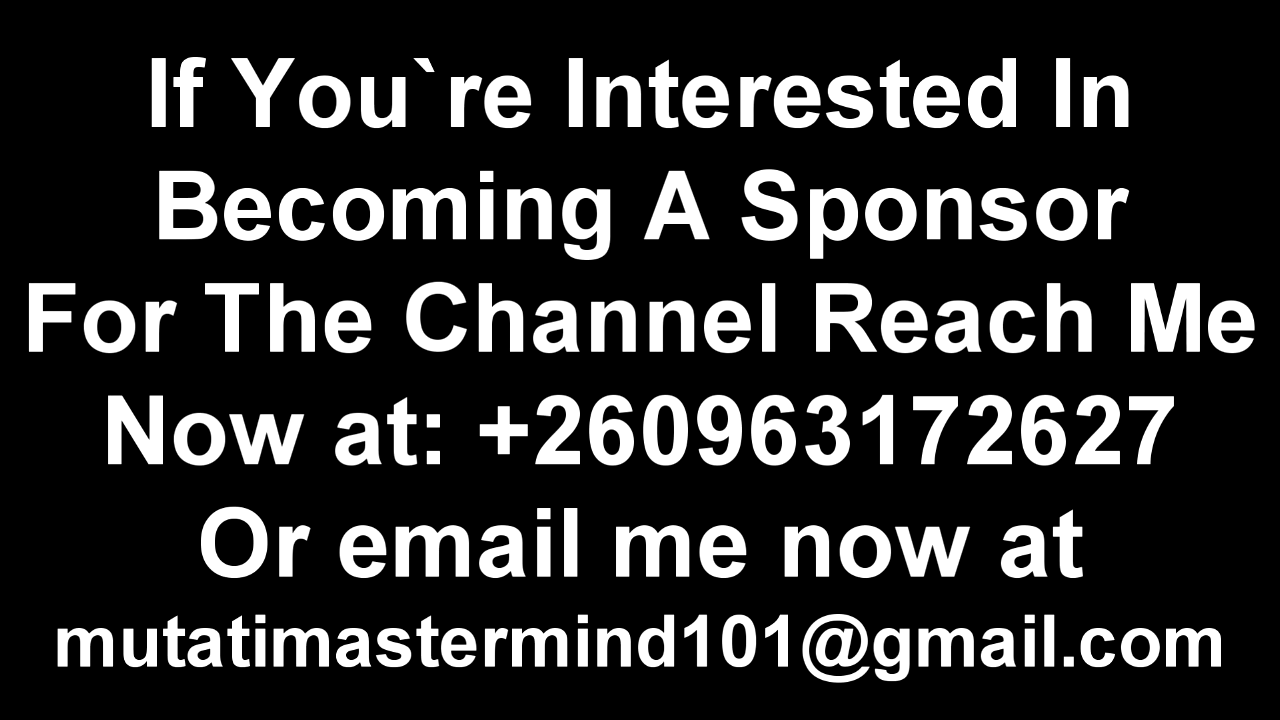 If You`re Interested In
Becoming A Sponsor
For The Channel Reach Me
Now at: +260963172627
Or email me now at
mutatimastermind101@gmail.com